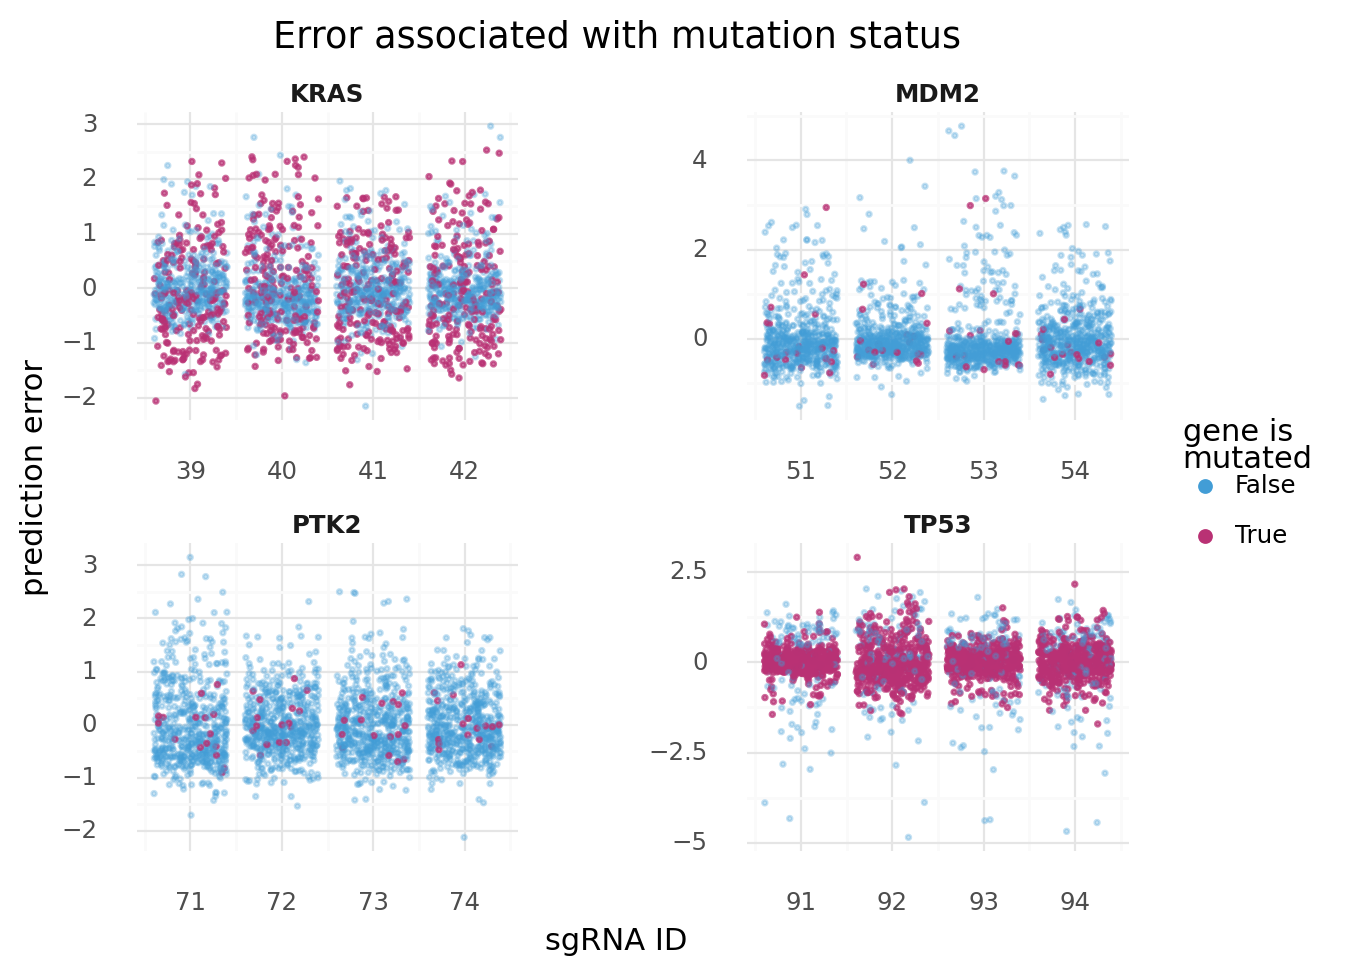 Error associated with mutation status
KRAS
3
2
1
0
−1
−2
39 40 41 42
MDM2
4
2
0
51 52 53 54
PTK2
3
2
1
0
−1
−2
71 72 73 74
TP53
2.5
0
−2.5
−5
91 92 93 94
prediction error
sgRNA ID
gene is
mutated
False
True